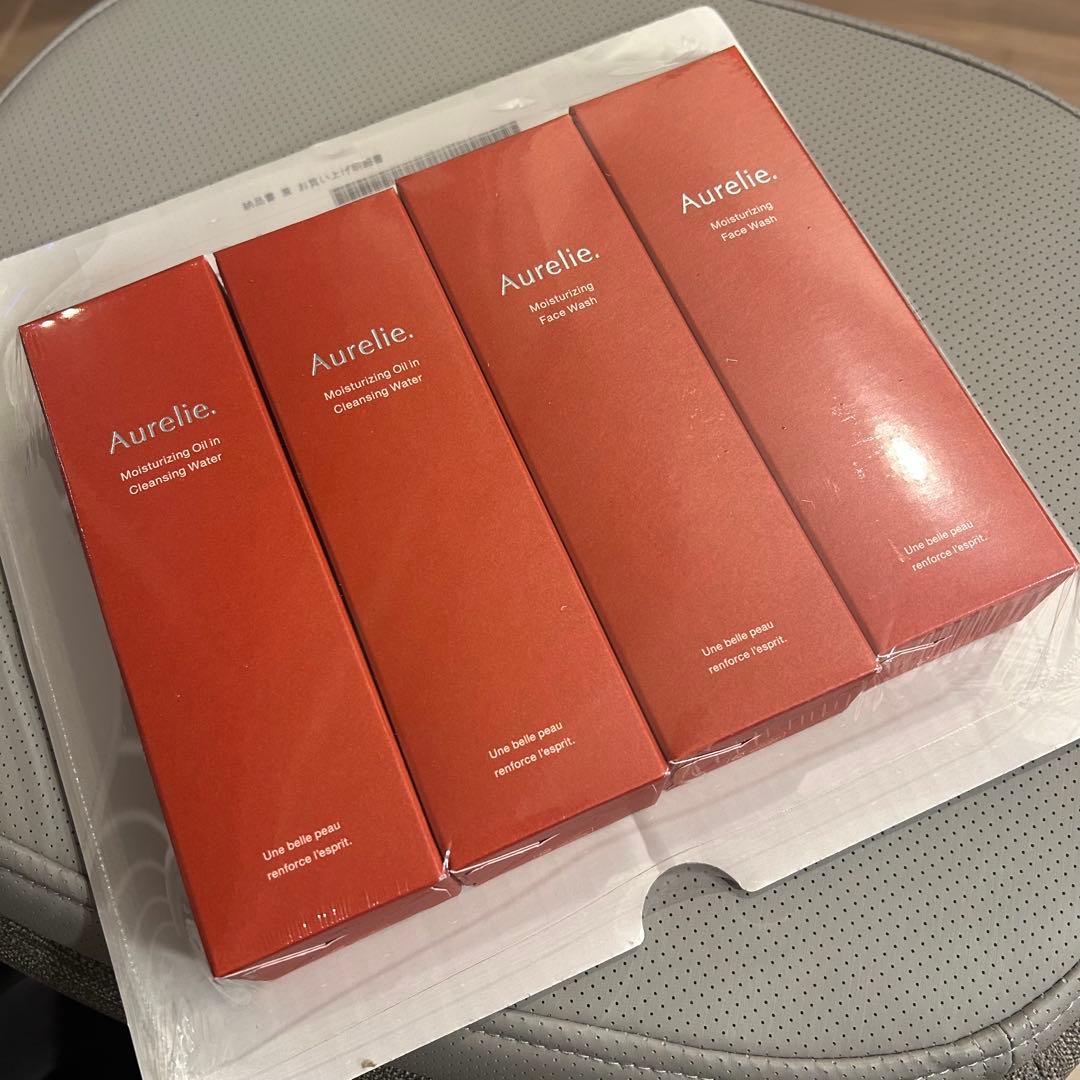 納品書 兼 お買い上げ明細書
Aurelie.
Moisturizing Oil in
Cleansing Water
Une belle peau
renforce l'esprit.
Aurelie.
Moisturizing Oil in
Cleansing Water
Une belle peau
renforce l'esprit.
Aurelie.
Moisturizing
Face Wash
Une belle peau
renforce l'esprit.
Aurelie.
Moisturizing
Face Wash
Une belle peau
renforce l'esprit.